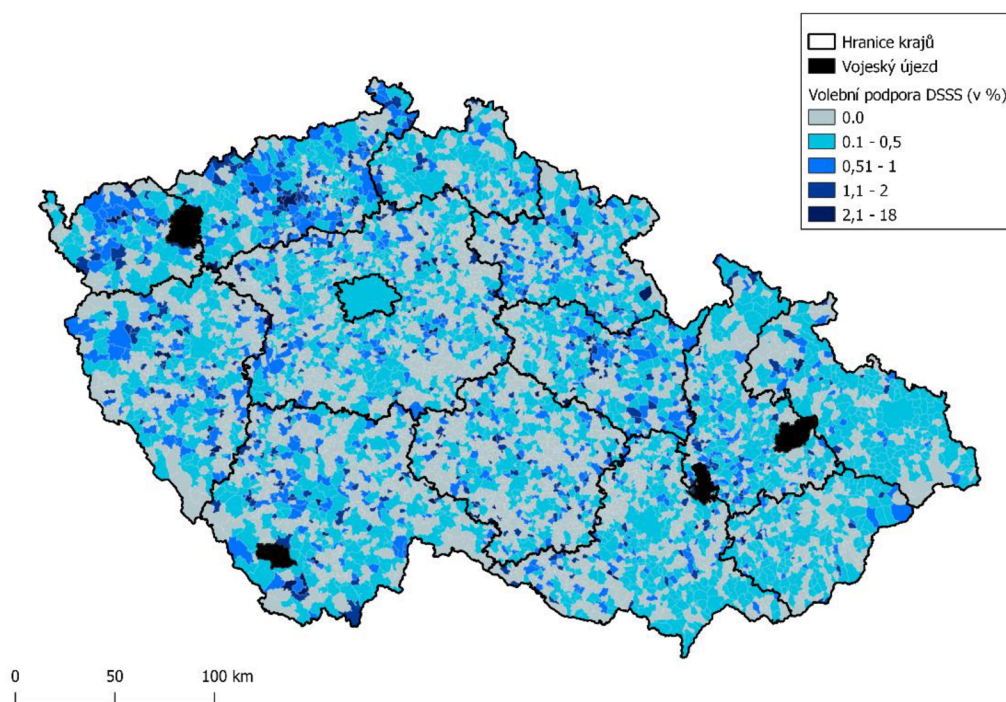 Hranice krajů
Vojeský újezd
Volební podpora DSSS (v %)
0.0
0.1 - 0,5
0,51 - 1
1,1 - 2
2,1 - 18
0 50 100 km